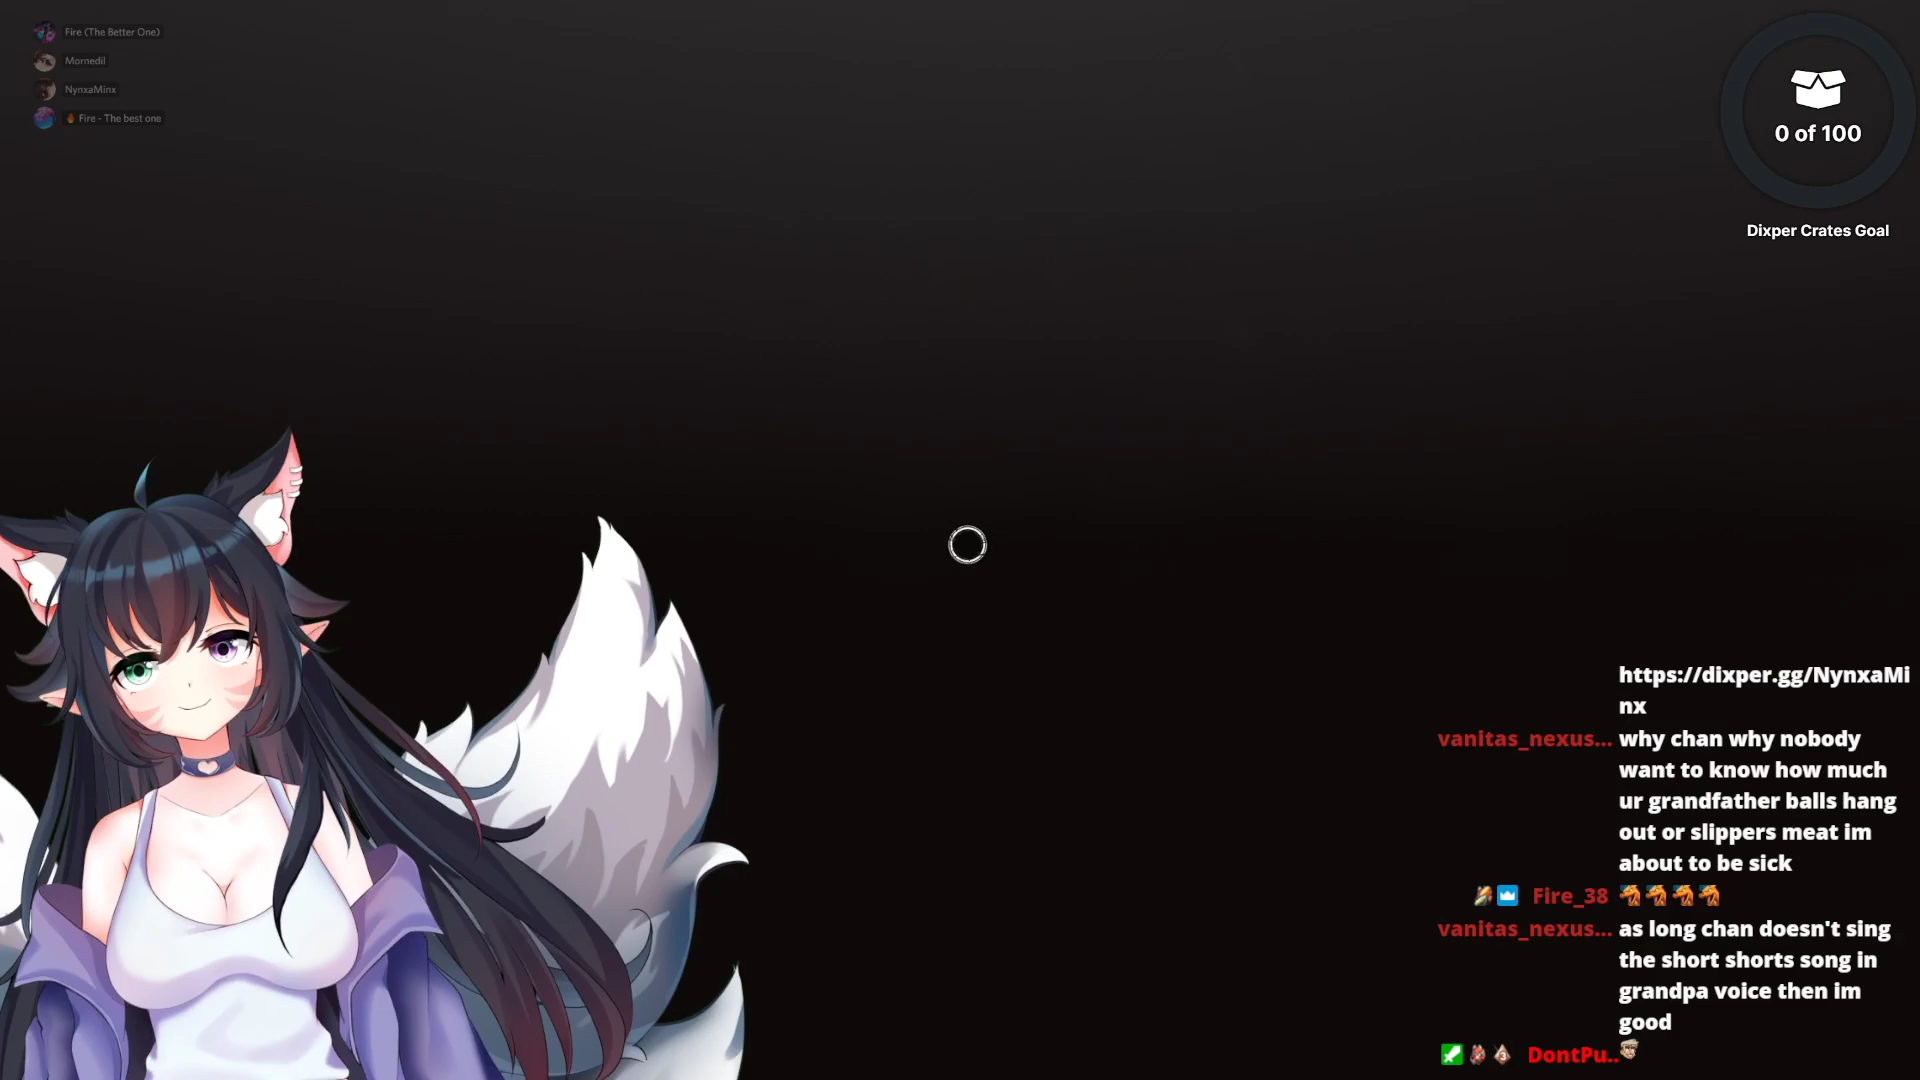 Fire (The Better One)
Mornedil
NynxaMinx
🔥 Fire - The best one
0 of 100
Dixper Crates Goal
https://dixper.gg/NynxaMi
nx
vanitas_nexus... why chan why nobody
want to know how much
ur grandfather balls hang
out or slippers meat im
about to be sick
Fire_38
vanitas_nexus... as long chan doesn't sing
the short shorts song in
grandpa voice then im
good
3
DontPu..